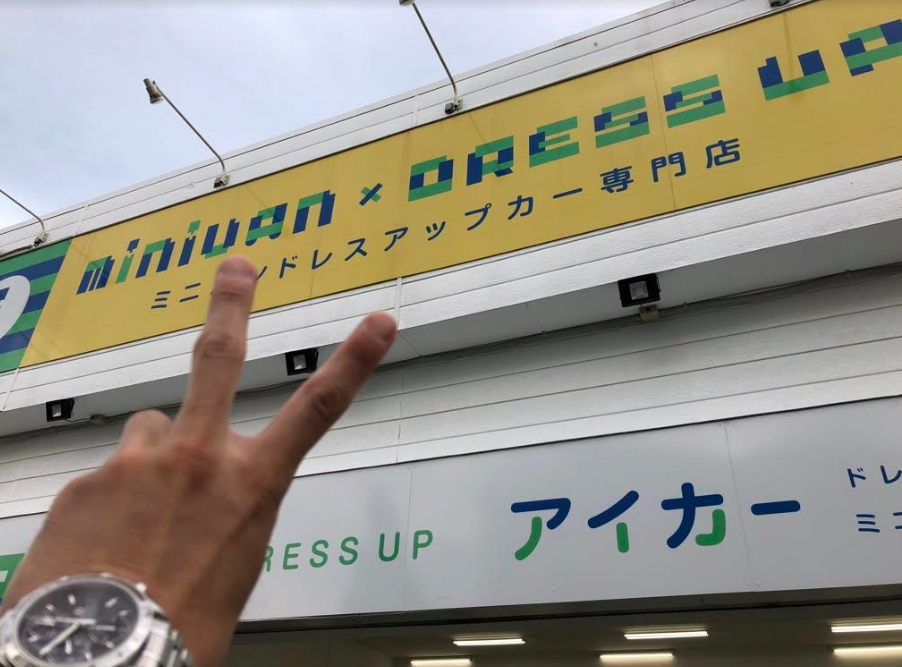 minivan × DRESS UP
ミニバンドレスアップカー専門店
RESS UP
アイカー
ドレ
ミニ